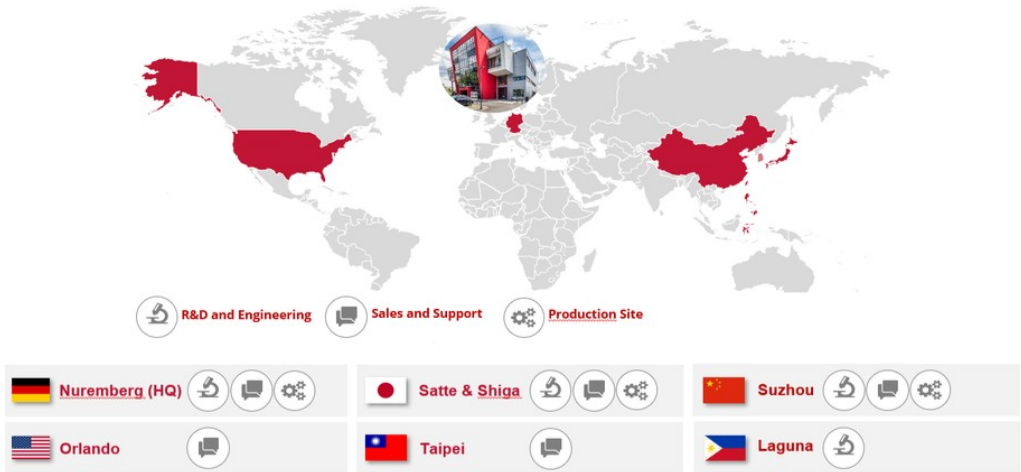 R&D and Engineering
Sales and Support
Production Site
Nuremberg (HQ)
Satte & Shiga
Suzhou
Orlando
Taipei
Laguna